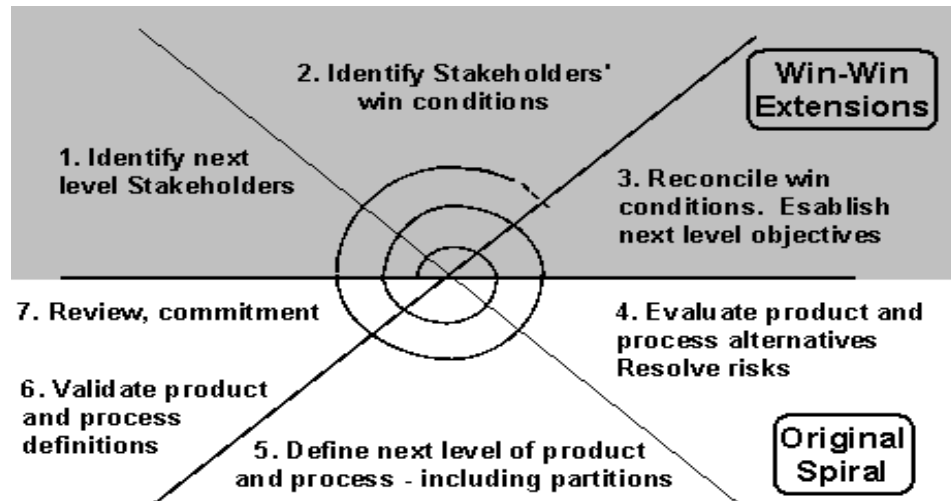 2. Identify Stakeholders'
win conditions
Win-Win
Extensions
1. Identify next
level Stakeholders
3. Reconcile win
conditions. Esablish
next level objectives
7. Review, commitment
4. Evaluate product and
process alternatives
Resolve risks
6. Validate product
and process
definitions
5. Define next level of product
and process - including partitions
Original
Spiral